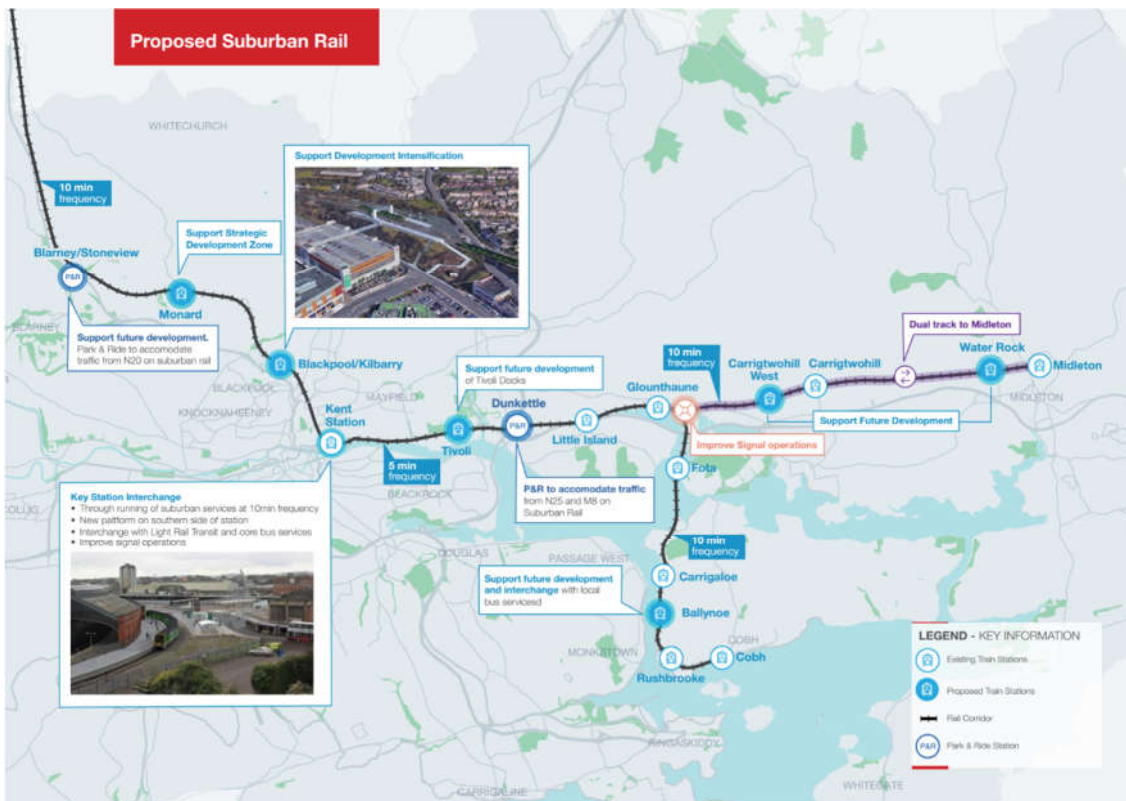 Proposed Suburban Rail
WHITECHURCH
Support Development Intensification
10 min
frequency
Support Strategic
Development Zone
Blarney/Stoneview
P&R
Monard
BLARNEY
Support future development.
Park & Ride to accomodate
traffic from N20 on suburban rail
Blackpool/Kilbarry
BLACKPOOL
KNOCKNAHEENEY
MAYFIELD
Kent
Station
Support future development
of Tivoli Docks
Tivoli
5 min
frequency
Dunkettle
P&R
Little Island
Glounthaune
10 min
frequency
Carrigtwohill
West
Carrigtwohill
Dual track to Midleton
Water Rock
Midleton
MIDLETON
Support Future Development
Improve Signal operations
P&R to accomodate traffic
from N25 and M8 on
Suburban Rail
BLACKROCK
Fota
Key Station Interchange
• Through running of suburban services at 10min frequency
• New paltform on southern side of station
• Interchange with Light Rail Transit and core bus services
• Improve signal operations
DOUGLAS
PASSAGE WEST
10 min
frequency
Carrigaloe
Support future development
and interchange with local
bus servicesd
Ballynoe
MONKSTOWN
COBH
Rushbrooke
Cobh
RINGASKIDDY
CARRIGALINE
WHITEGATE
LEGEND - KEY INFORMATION
Existing Train Stations
Proposed Train Stations
Rail Corridor
P&R
Park & Ride Station